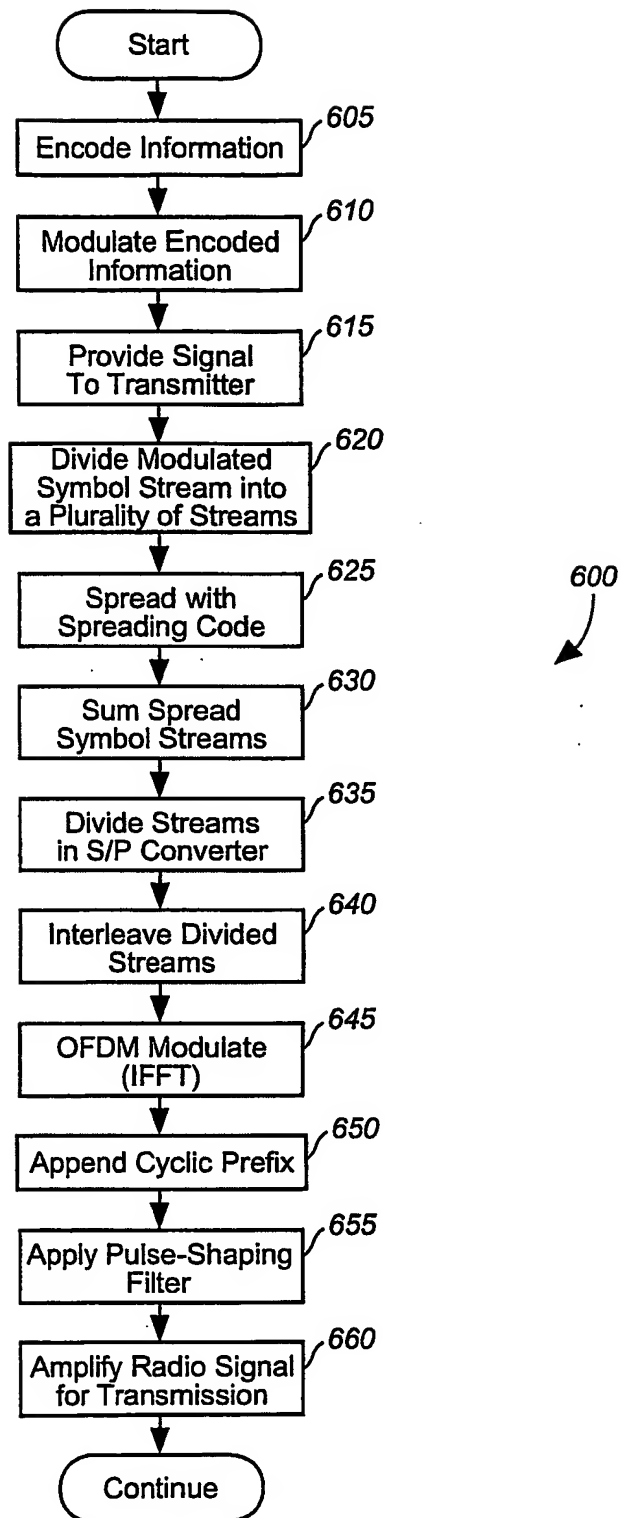 Start
605
Encode Information
610
Modulate Encoded
Information
615
Provide Signal
To Transmitter
620
Divide Modulated
Symbol Stream into
a Plurality of Streams
625
Spread with
Spreading Code
600
630
Sum Spread
Symbol Streams
635
Divide Streams
in S/P Converter
640
Interleave Divided
Streams
645
OFDM Modulate
(IFFT)
650
Append Cyclic Prefix
655
Apply Pulse-Shaping
Filter
660
Amplify Radio Signal
for Transmission
Continue